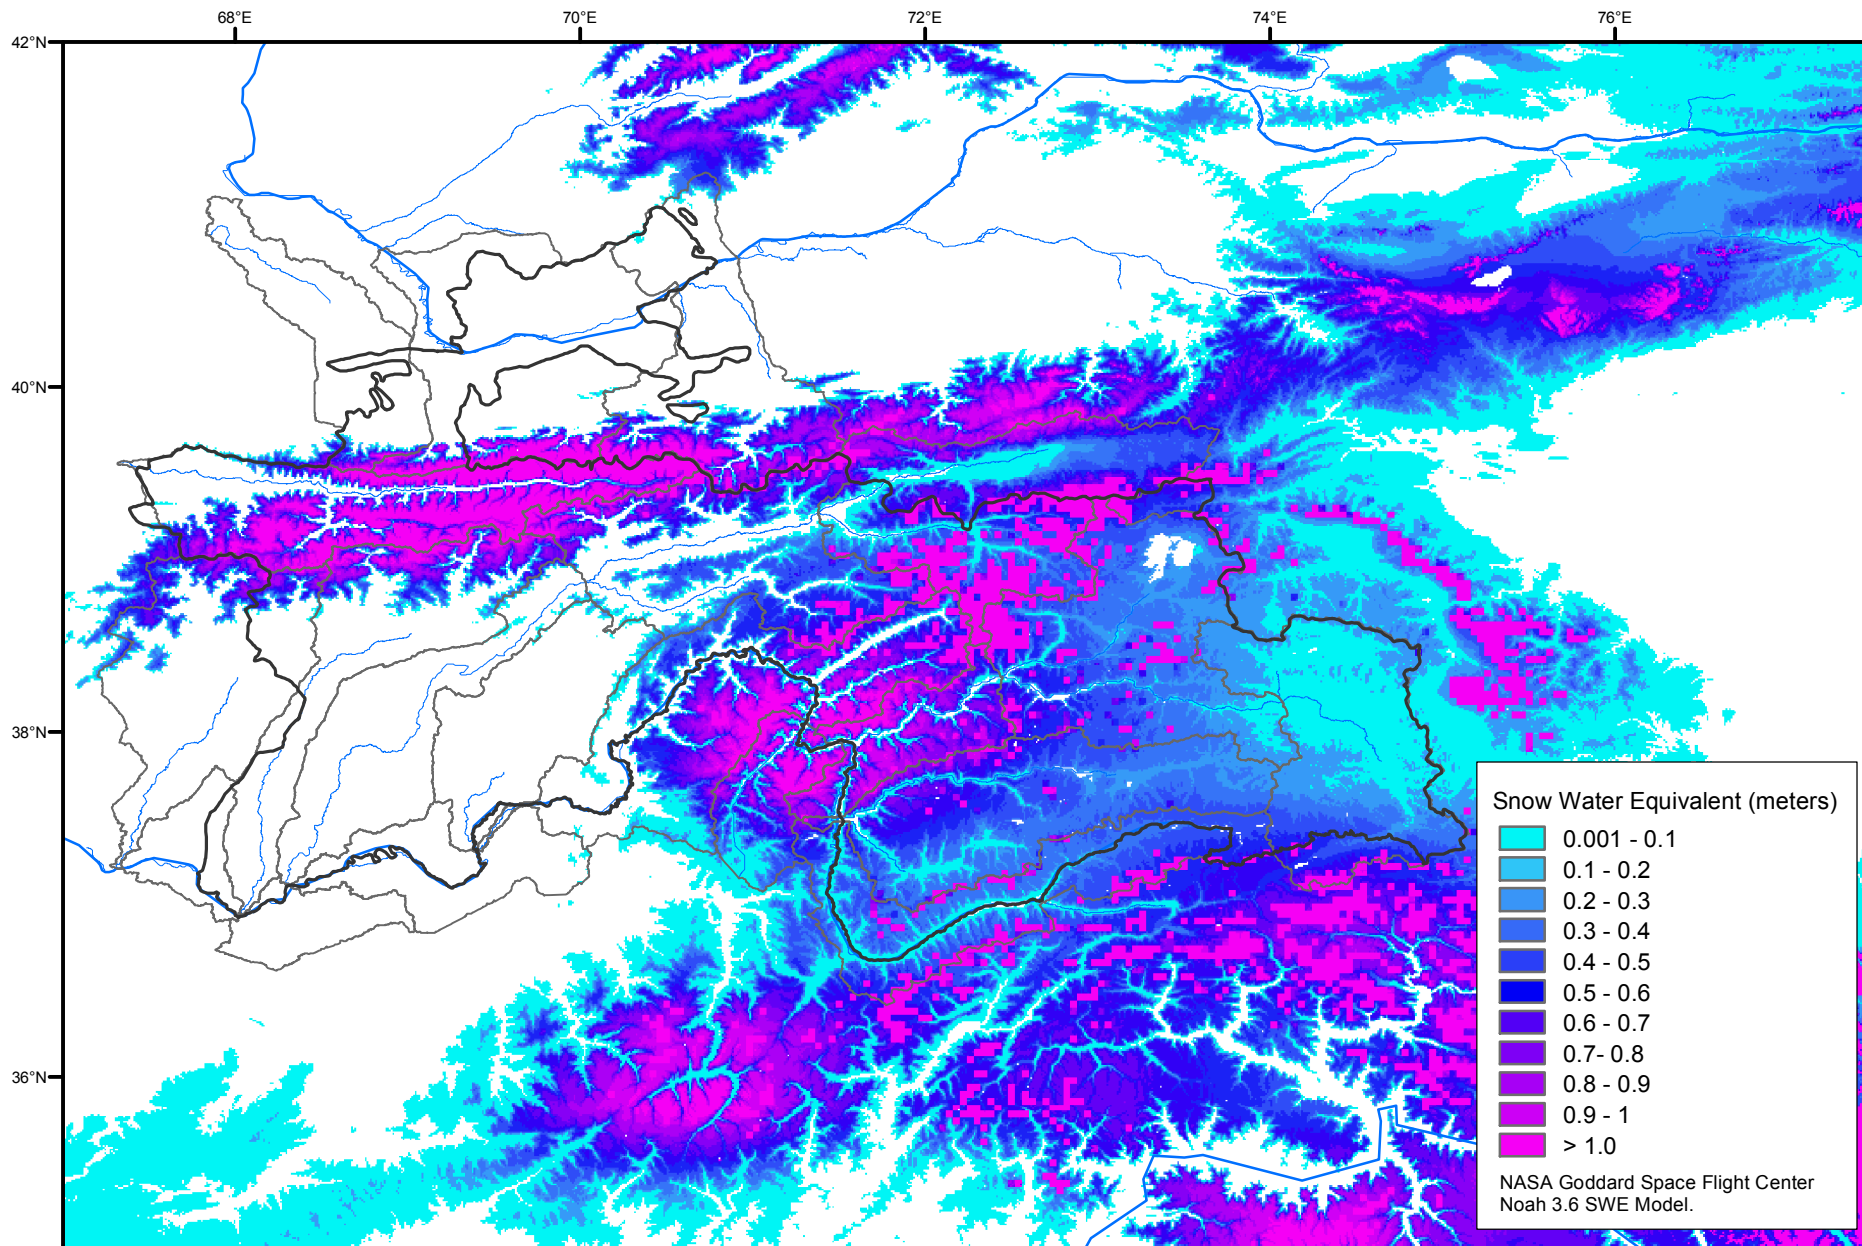 68°E 70°E 72°E 74°E 76°E
42°N
40°N
38°N
36°N
Snow Water Equivalent (meters)
0.001 - 0.1
0.1 - 0.2
0.2 - 0.3
0.3 - 0.4
0.4 - 0.5
0.5 - 0.6
0.6 - 0.7
0.7- 0.8
0.8 - 0.9
0.9 - 1
> 1.0
NASA Goddard Space Flight Center
Noah 3.6 SWE Model.